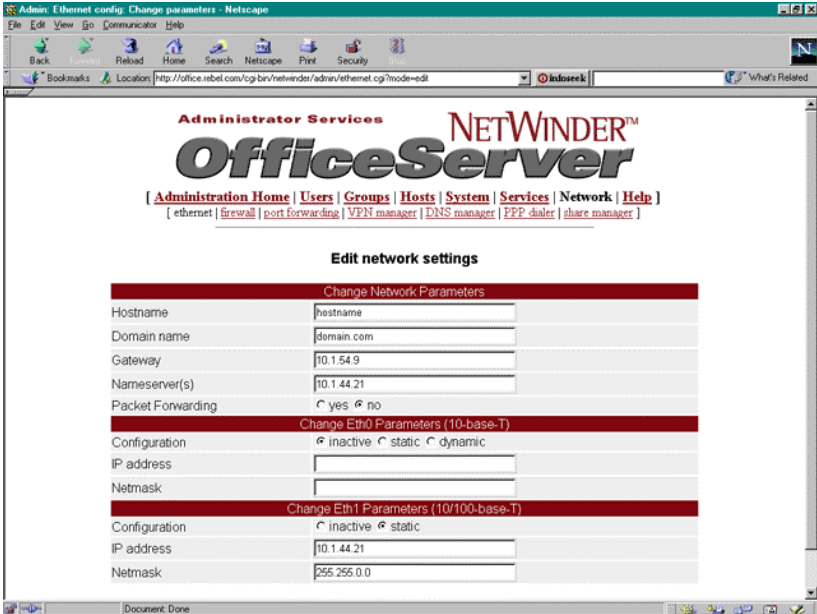 Admin: Ethernet config: Change parameters - Netscape
File Edit View Go Communicator Help
Back Forward Reload Home Search Netscape Print Security Stop
Bookmarks Location: http://office.rebel.com/cgi-bin/netwinder/admin/ethernet.cgi?mode=edit infoseek What's Related
Administrator Services NETWINDER™
OfficeServer
[ Administration Home | Users | Groups | Hosts | System | Services | Network | Help ]
[ ethernet | firewall | port forwarding | VPN manager | DNS manager | PPP dialer | share manager ]
Edit network settings
Change Network Parameters
Hostname hostname
Domain name domain.com
Gateway 10.1.54.9
Nameserver(s) 10.1.44.21
Packet Forwarding yes no
Change Eth0 Parameters (10-base-T)
Configuration inactive static dynamic
IP address
Netmask
Change Eth1 Parameters (10/100-base-T)
Configuration inactive static
IP address 10.1.44.21
Netmask 255.255.0.0
Document: Done